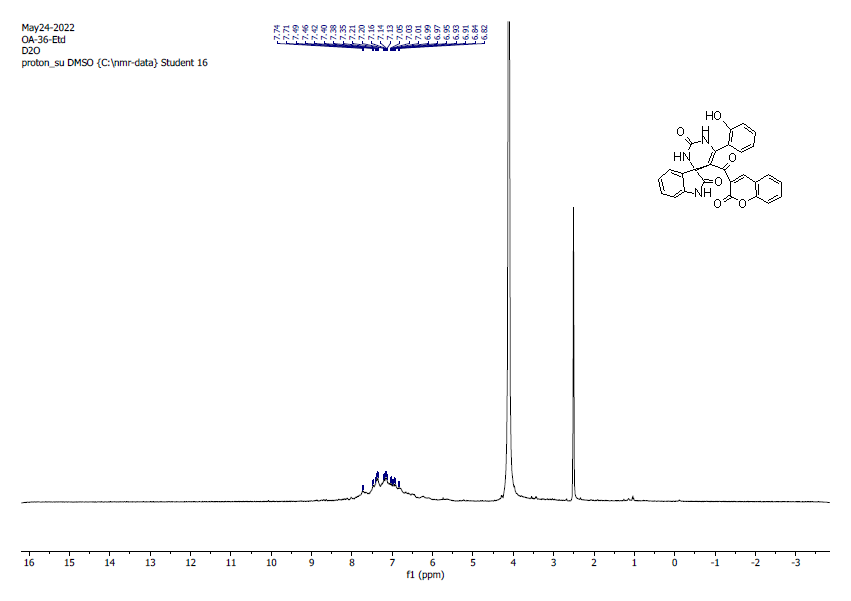 May24-2022
OA-36-Etd
D2O
proton_su DMSO {C:\nmr-data} Student 16
7.74
7.71
7.49
7.46
7.42
7.40
7.38
7.35
7.21
7.20
7.16
7.14
7.13
7.05
7.03
7.01
6.99
6.97
6.95
6.93
6.91
6.84
6.82
HO
O
H
N
HN
O
O
NH
O
O
16 15 14 13 12 11 10 9 8 7 6 5 4 3 2 1 0 -1 -2 -3
f1 (ppm)